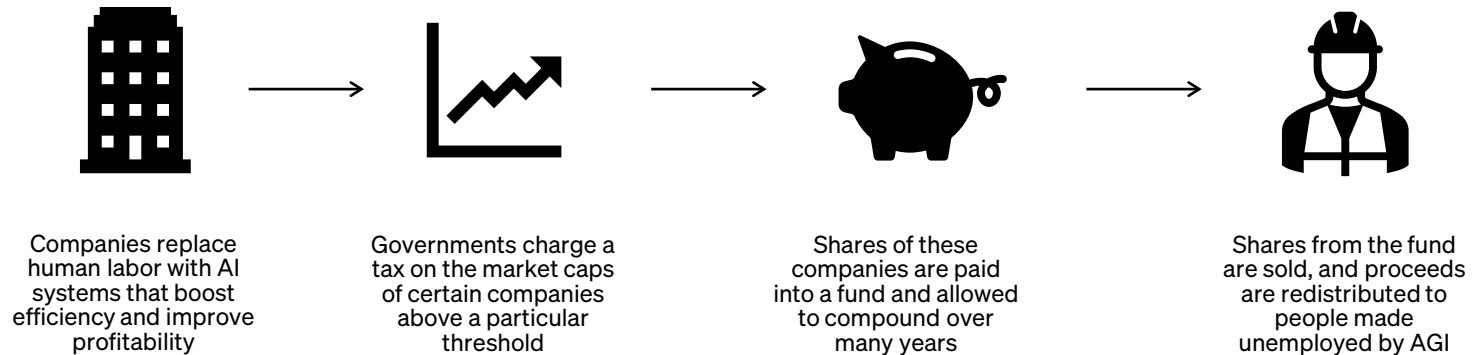 Companies replace
human labor with AI
systems that boost
efficiency and improve
profitability
Governments charge a
tax on the market caps
of certain companies
above a particular
threshold
Shares of these
companies are paid
into a fund and allowed
to compound over
many years
Shares from the fund
are sold, and proceeds
are redistributed to
people made
unemployed by AGI